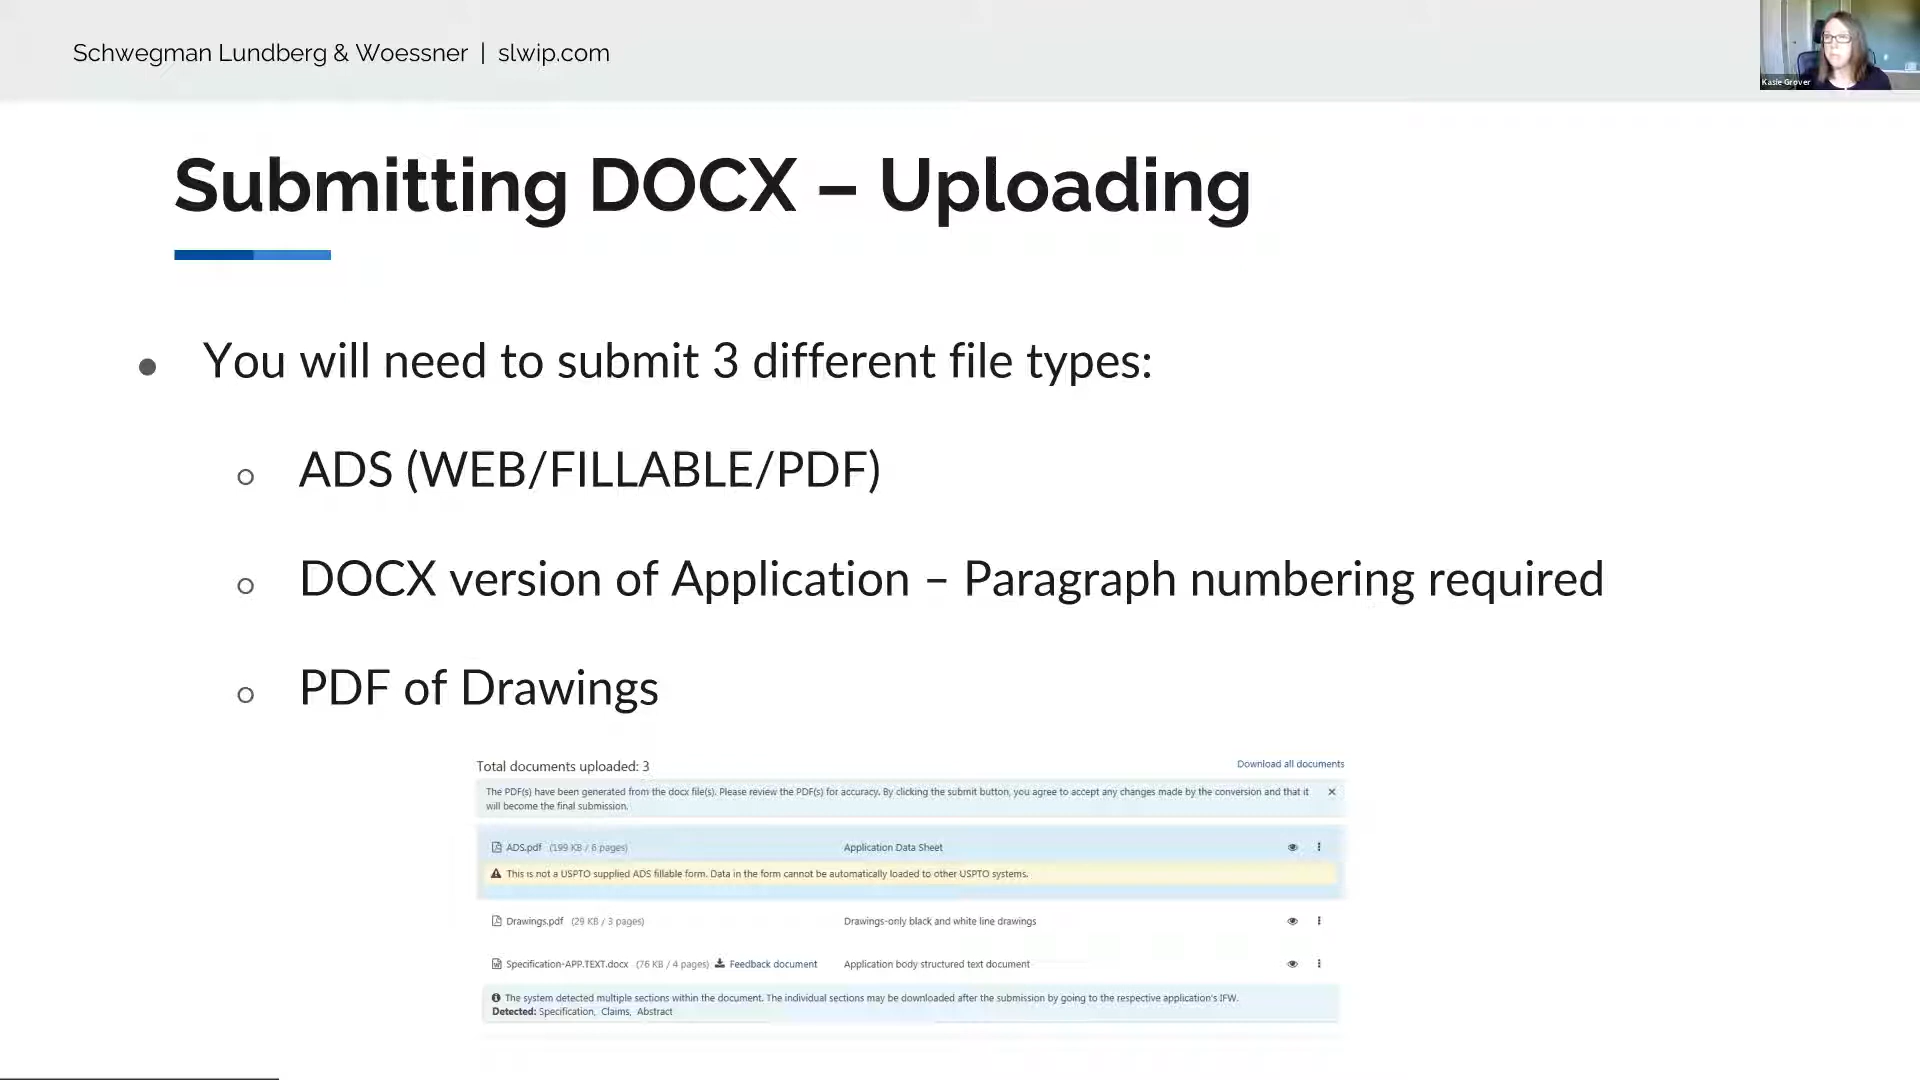 Schwegman Lundberg & Woessner | slwip.com
Kasie Grover
Submitting DOCX – Uploading
● You will need to submit 3 different file types:
○ ADS (WEB/FILLABLE/PDF)
○ DOCX version of Application – Paragraph numbering required
○ PDF of Drawings
Total documents uploaded: 3 Download all documents
The PDF(s) have been generated from the docx file(s). Please review the PDF(s) for accuracy. By clicking the submit button, you agree to accept any changes made by the conversion and that it
will become the final submission.
ADS.pdf (199 KB / 8 pages) Application Data Sheet
This is not a USPTO supplied ADS fillable form. Data in the form cannot be automatically loaded to other USPTO systems.
Drawings.pdf (29 KB / 3 pages) Drawings-only black and white line drawings
Specification-APP.TEXT.docx (76 KB / 4 pages) Feedback document Application body structured text document
The system detected multiple sections within the document. The individual sections may be downloaded after the submission by going to the respective application's IFW.
Detected: Specification, Claims, Abstract